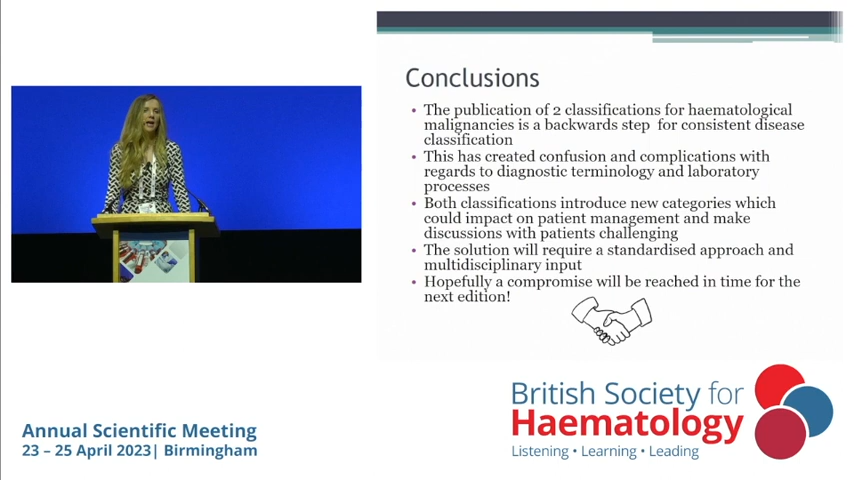 Conclusions
• The publication of 2 classifications for haematological
malignancies is a backwards step for consistent disease
classification
• This has created confusion and complications with
regards to diagnostic terminology and laboratory
processes
• Both classifications introduce new categories which
could impact on patient management and make
discussions with patients challenging
• The solution will require a standardised approach and
multidisciplinary input
• Hopefully a compromise will be reached in time for the
next edition!
British Society for
Haematology
Listening • Learning • Leading
Annual Scientific Meeting
23 – 25 April 2023| Birmingham